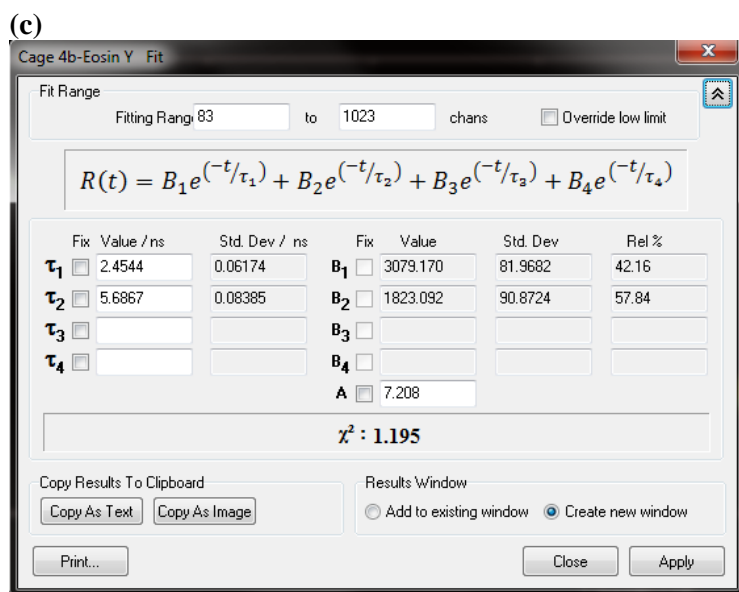 (c)
Cage 4b-Eosin Y Fit
x
Fit Range
Fitting Rang 83 to 1023 chans Override low limit
R(t) = B₁e^(−t/τ₁) + B₂e^(−t/τ₂) + B₃e^(−t/τ₃) + B₄e^(−t/τ₄)
Fix Value / ns Std. Dev / ns Fix Value Std. Dev Rel %
τ₁ 2.4544 0.06174 B₁ 3079.170 81.9682 42.16
τ₂ 5.6867 0.08385 B₂ 1823.092 90.8724 57.84
τ₃ B₃
τ₄ B₄
A 7.208
χ² : 1.195
Copy Results To Clipboard Results Window
Copy As Text Copy As Image Add to existing window Create new window
Print... Close Apply